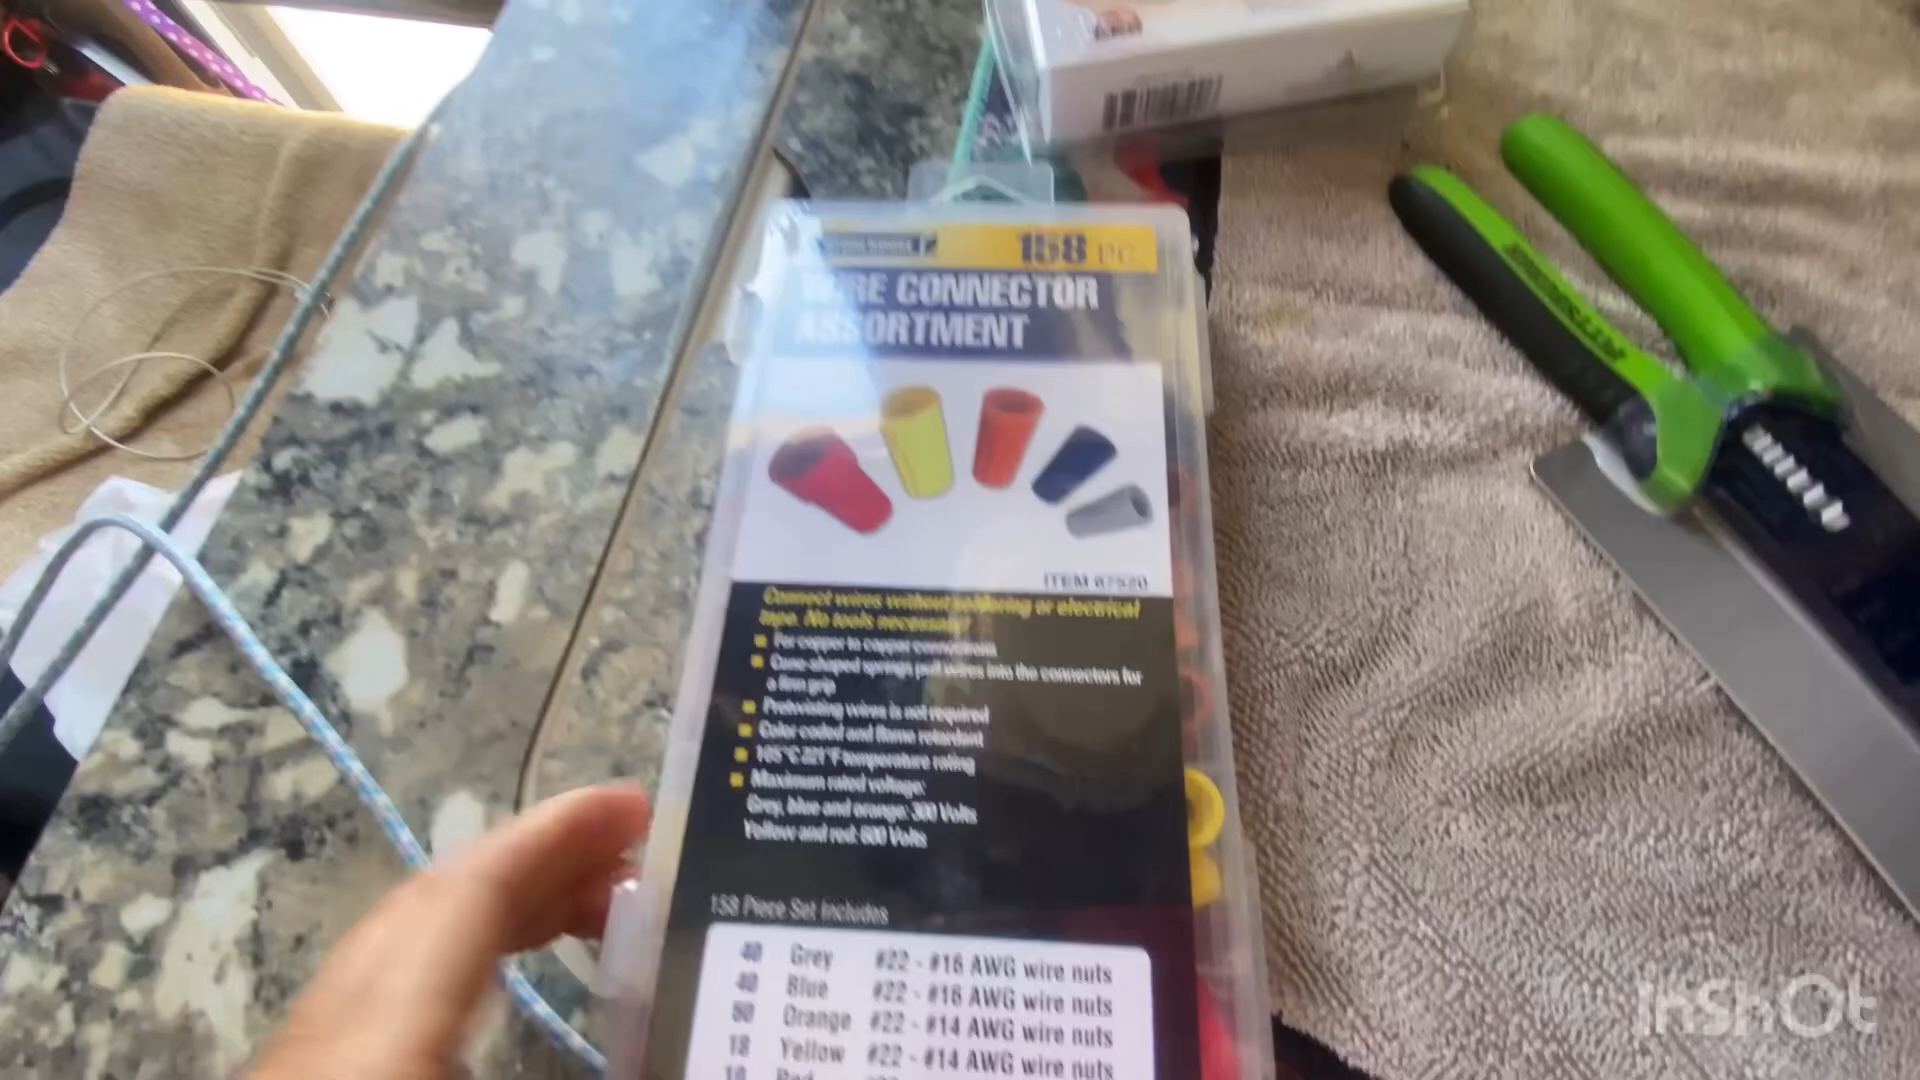 158 PC
WIRE CONNECTOR
ASSORTMENT
ITEM 67520
Connect wires without soldering or electrical
tape. No tools necessary!
For copper to copper connections
Cone-shaped springs pull wires into the connectors for
a firm grip
Pretwisting wires is not required
Color coded and flame retardant
105°C 221°F temperature rating
Maximum rated voltage:
Grey, blue and orange: 300 Volts
Yellow and red: 600 Volts
158 Piece Set Includes
40 Grey #22 - #16 AWG wire nuts
40 Blue #22 - #16 AWG wire nuts
50 Orange #22 - #14 AWG wire nuts
18 Yellow #22 - #14 AWG wire nuts
10 Red
InShOt